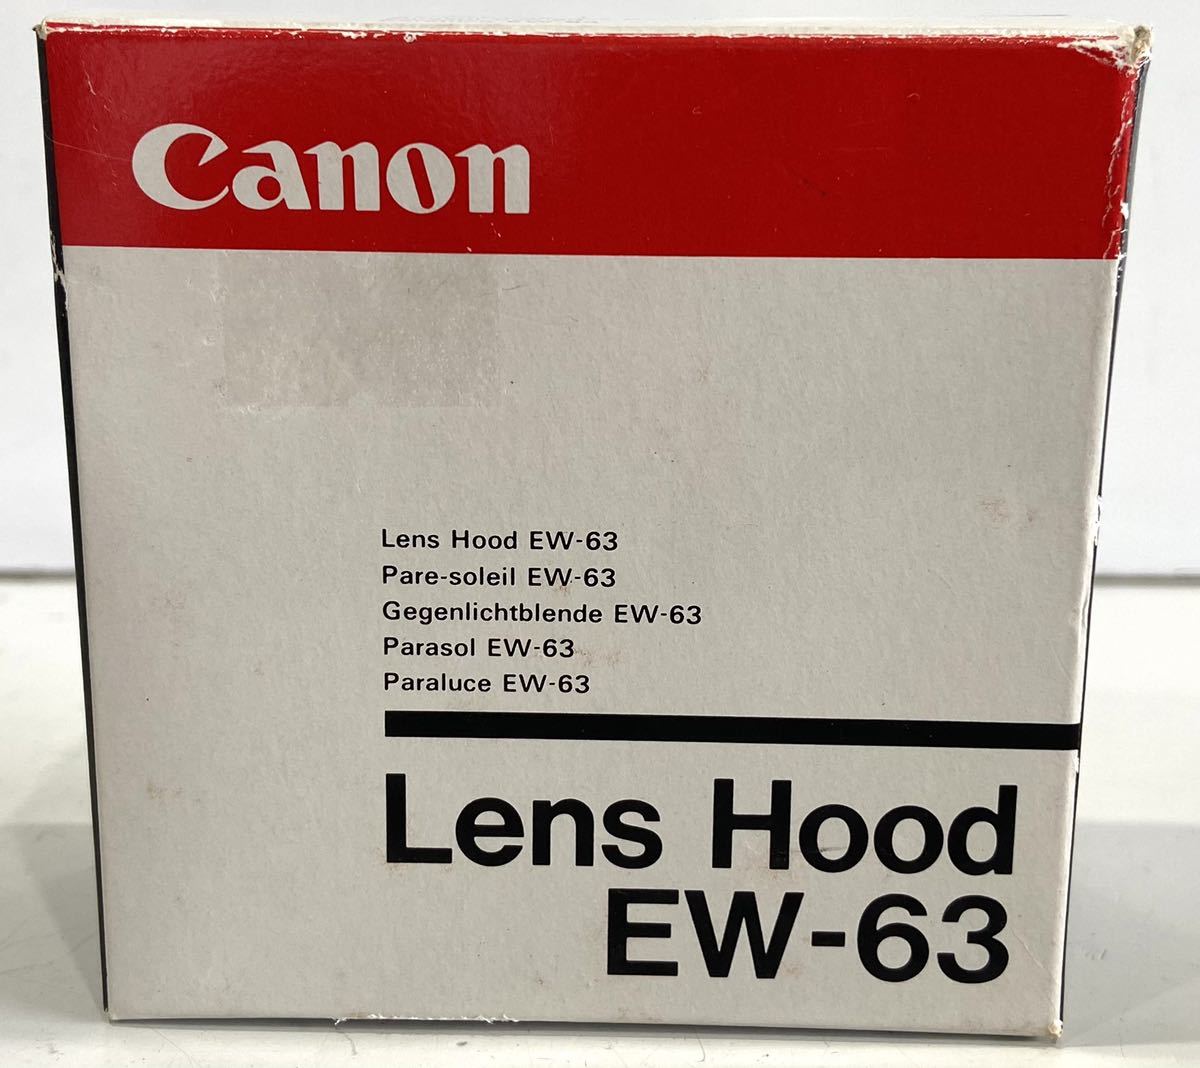 Canon
Lens Hood EW-63
Pare-soleil EW-63
Gegenlichtblende EW-63
Parasol EW-63
Paraluce EW-63
Lens Hood
EW-63